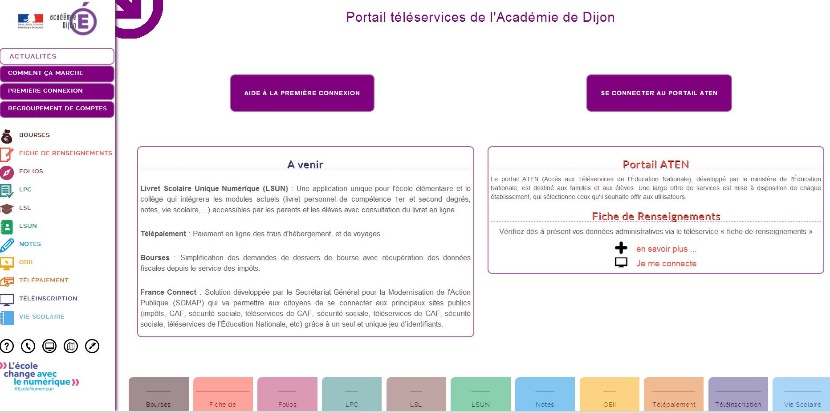 académie
Dijon
Portail téléservices de l'Académie de Dijon
ACTUALITÉS
COMMENT ÇA MARCHE
PREMIÈRE CONNEXION
REGROUPEMENT DE COMPTES
BOURSES
FICHE DE RENSEIGNEMENTS
FOLIOS
LPC
LSL
LSUN
NOTES
OBII
TÉLÉPAIEMENT
TÉLÉINSCRIPTION
VIE SCOLAIRE
L'école
change avec
le numérique
#EcoleNumerique
AIDE À LA PREMIÈRE CONNEXION
SE CONNECTER AU PORTAIL ATEN
A venir
Livret Scolaire Unique Numérique (LSUN) : Une application unique pour l'école élémentaire et le
collège qui intégrera les modules actuels (livret personnel de compétence 1er et second degrés,
notes, vie scolaire,...) accessibles par les parents et les élèves avec consultation du livret en ligne.
Télépaiement : Paiement en ligne des frais d'hébergement, et de voyages
Bourses : Simplification des demandes de dossiers de bourse avec récupération des données
fiscales depuis le service des impôts.
France Connect : Solution développée par le Secrétariat Général pour la Modernisation de l'Action
Publique (SGMAP) qui va permettre aux citoyens de se connecter aux principaux sites publics
(impôts, CAF, sécurité sociale, téléservices de CAF, sécurité sociale, téléservices de CAF, sécurité
sociale, téléservices de l'Éducation Nationale, etc) grâce à un seul et unique jeu d'identifiants.
Portail ATEN
Le portail ATEN (Accès aux Téléservices de l'Education Nationale), développé par le ministère de l'Éducation
Nationale, est destiné aux familles et aux élèves. Une large offre de services est mise à disposition de chaque
établissement, qui sélectionne ceux qu'il souhaite offrir aux utilisateurs.
Fiche de Renseignements
Vérifiez dès à présent vos données administratives via le téléservice « fiche de renseignements »
en savoir plus ...
Je me connecte
Bourses
Fiche de
Folios
LPC
LSL
LSUN
Notes
OBII
Télépaiement
Téléinscription
Vie Scolaire